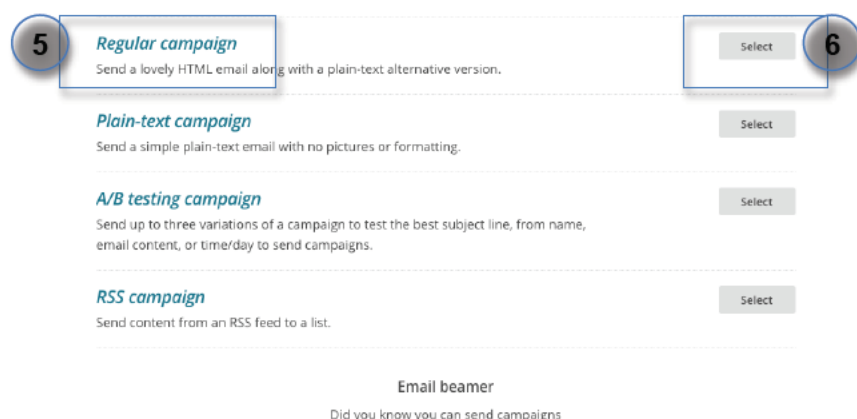 5
Regular campaign
Select
6
Send a lovely HTML email along with a plain-text alternative version.
Plain-text campaign
Select
Send a simple plain-text email with no pictures or formatting.
A/B testing campaign
Select
Send up to three variations of a campaign to test the best subject line, from name,
email content, or time/day to send campaigns.
RSS campaign
Select
Send content from an RSS feed to a list.
Email beamer
Did you know you can send campaigns